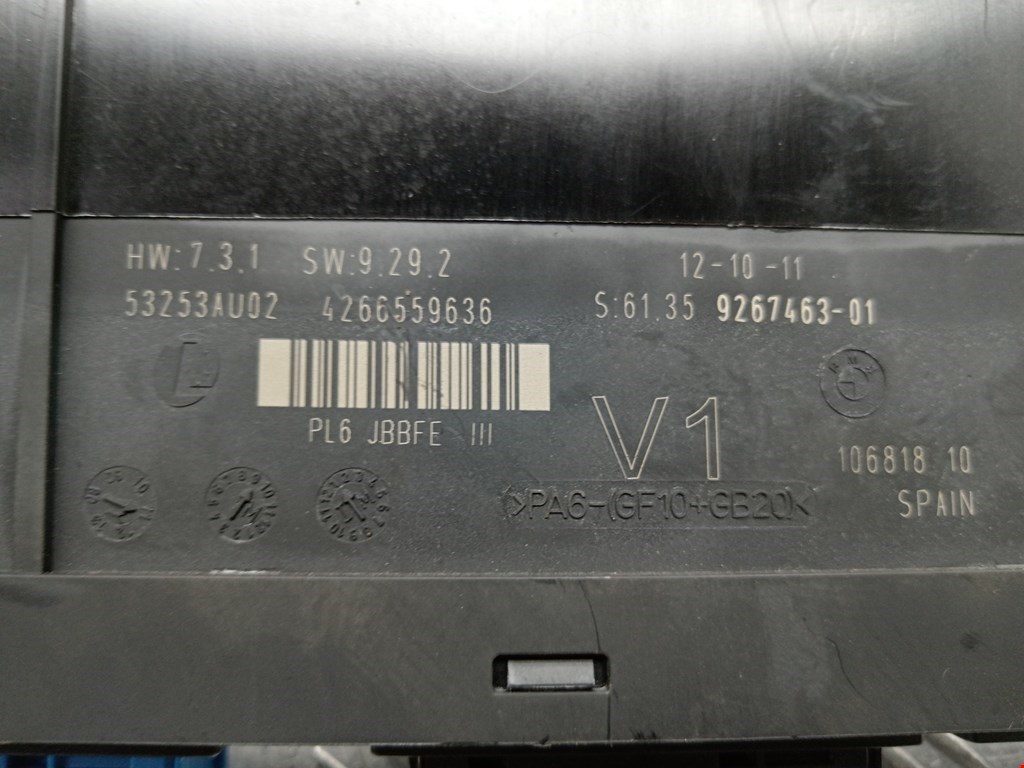 HW:7.3.1 SW:9.29.2 12-10-11
53253AU02 4266559636 S:61.35 9267463-01
L
BMW
PL6 JBBFE III
V1
106818 10
>PA6-(GF10+GB20)<
SPAIN